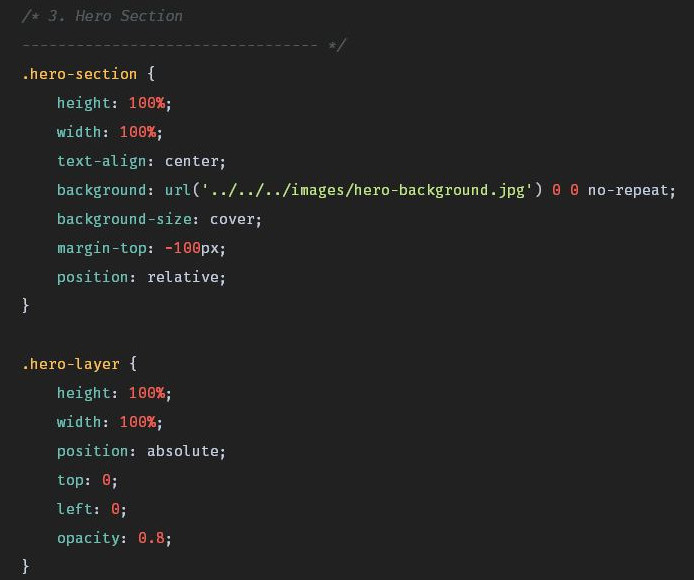 /* 3. Hero Section
--------------------------------- */
.hero-section {
    height: 100%;
    width: 100%;
    text-align: center;
    background: url('../../../images/hero-background.jpg') 0 0 no-repeat;
    background-size: cover;
    margin-top: -100px;
    position: relative;
}

.hero-layer {
    height: 100%;
    width: 100%;
    position: absolute;
    top: 0;
    left: 0;
    opacity: 0.8;
}